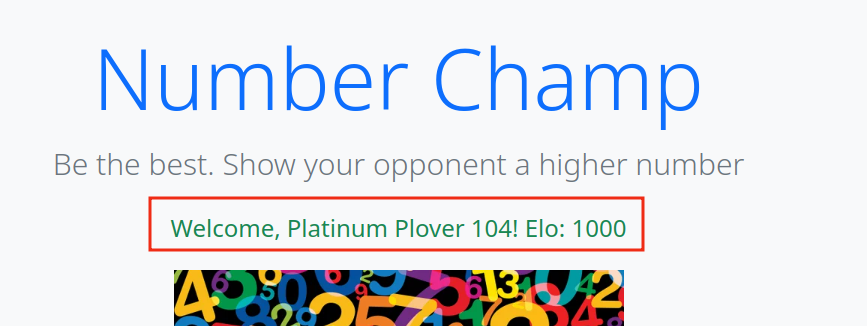 Number Champ
Be the best. Show your opponent a higher number
Welcome, Platinum Plover 104! Elo: 1000